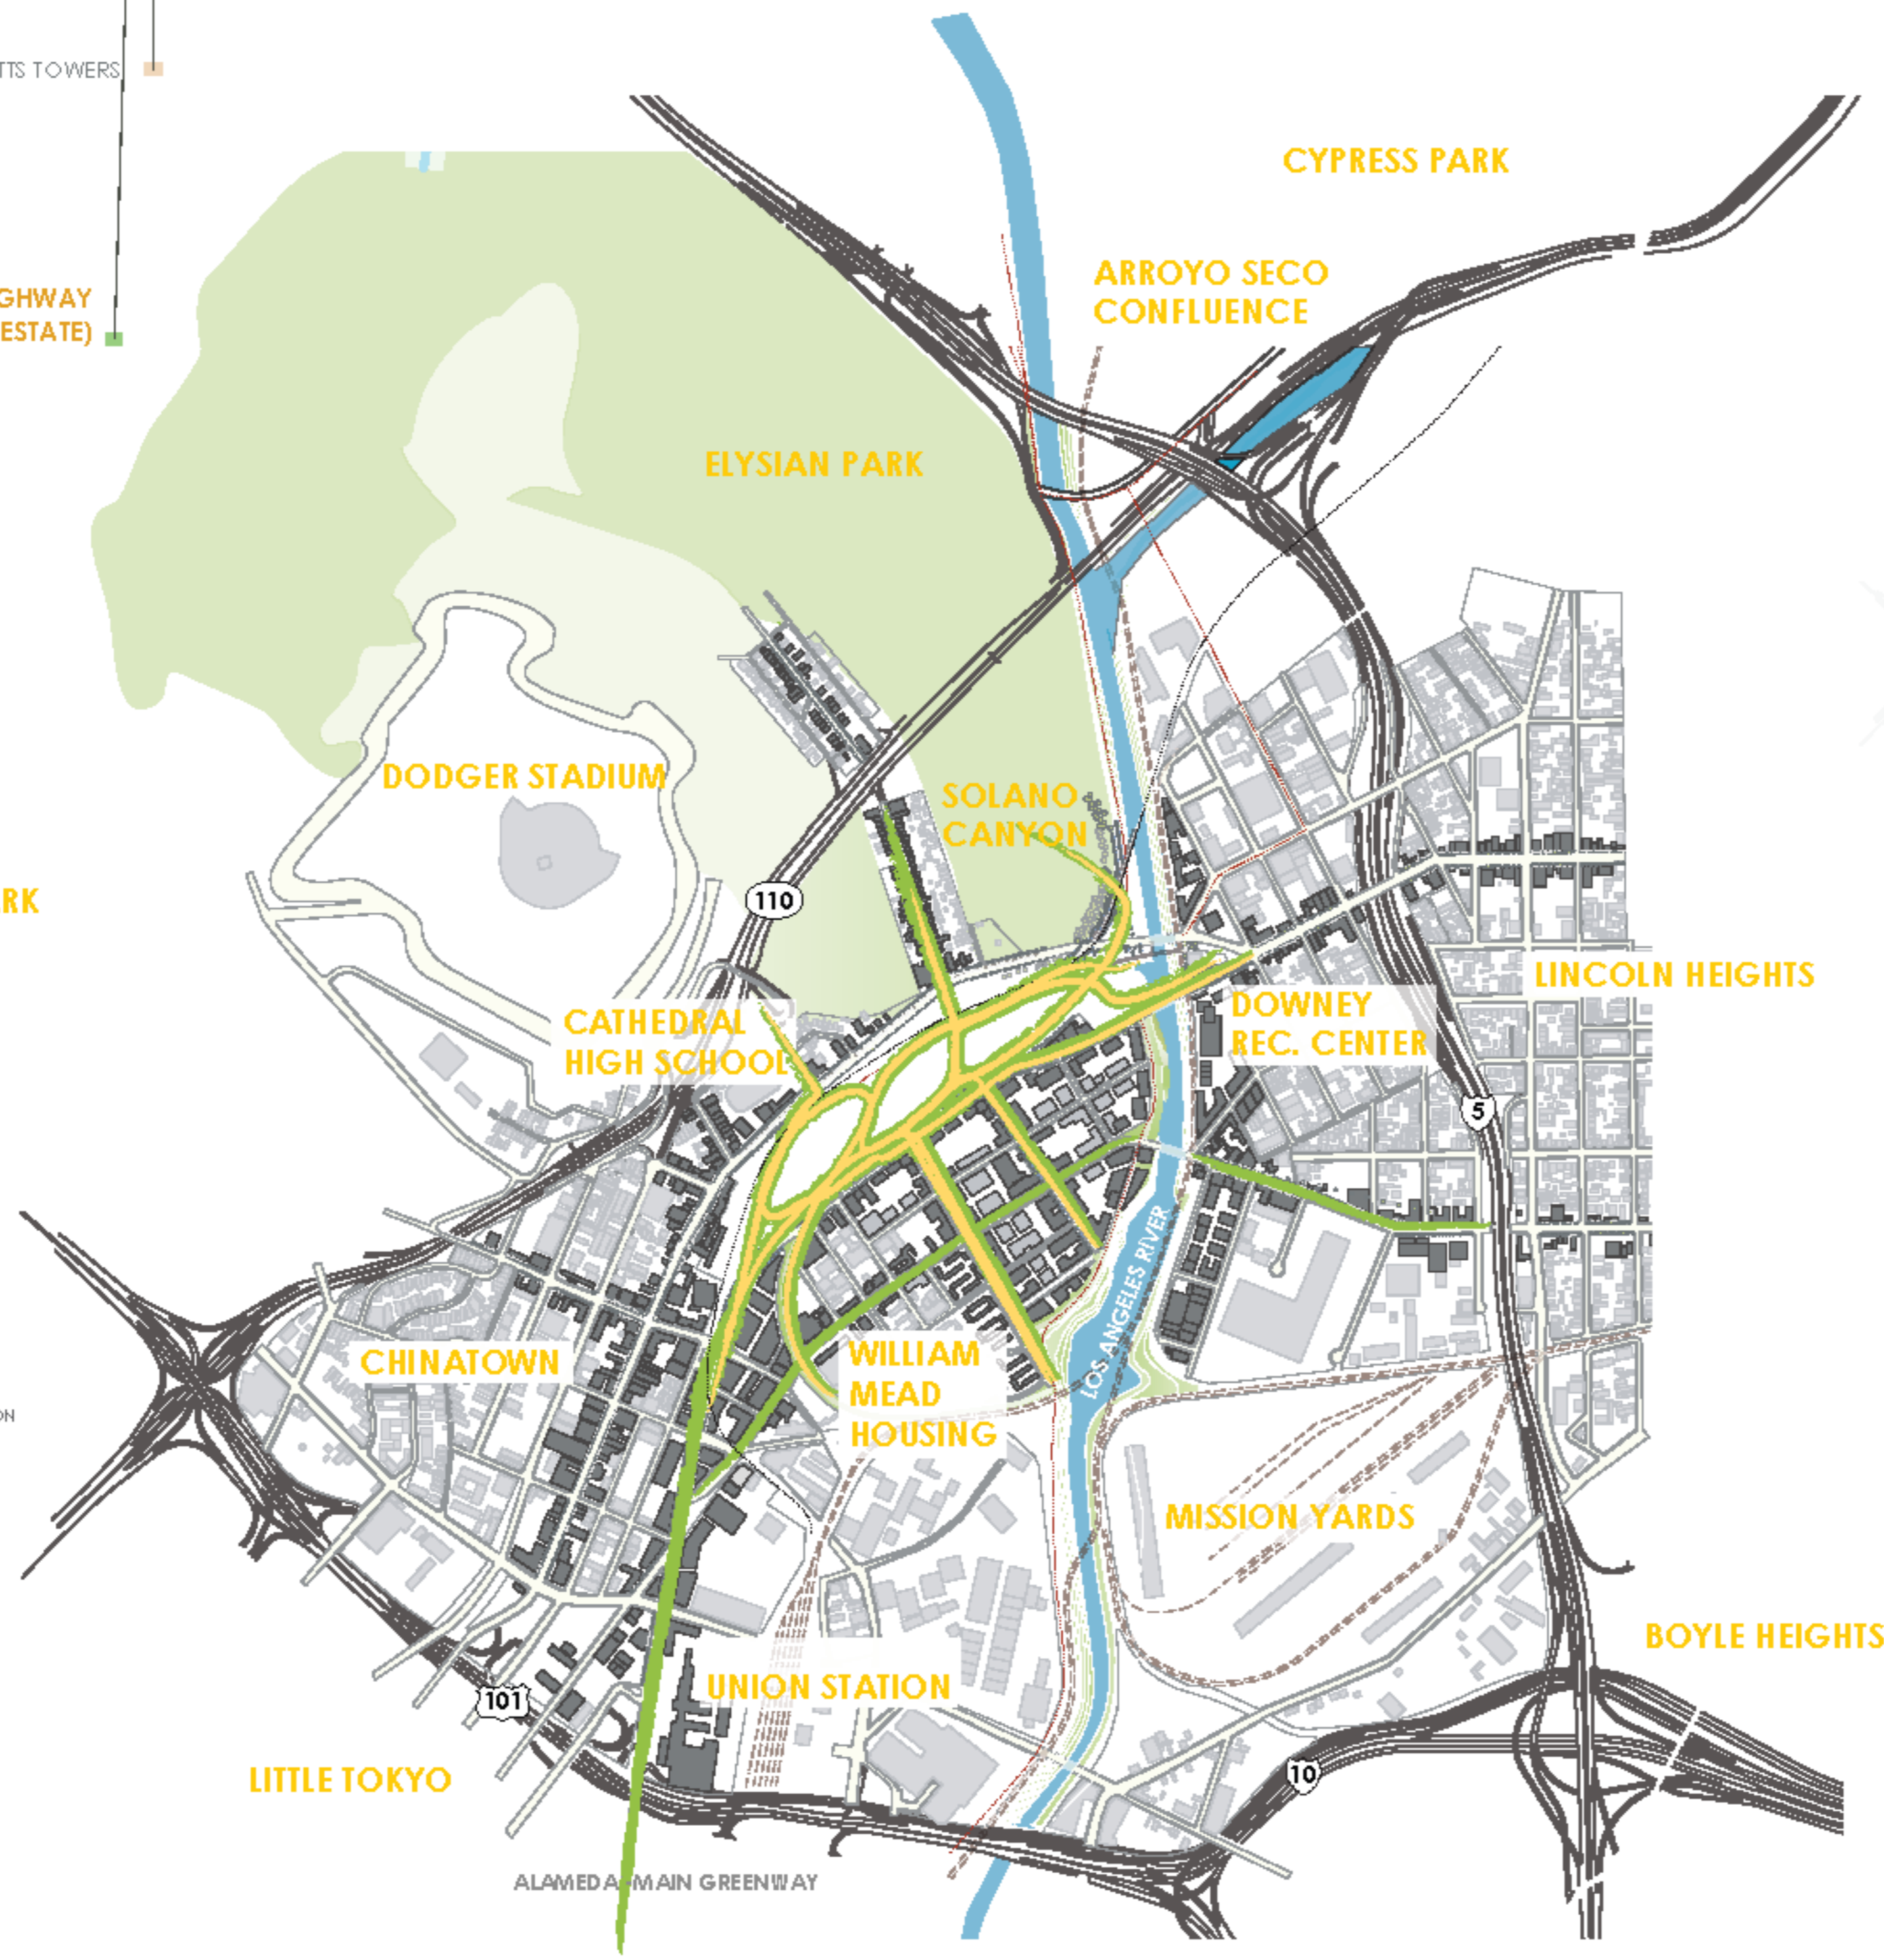 TTS TOWERS
CYPRESS PARK
ARROYO SECO
CONFLUENCE
GHWAY
ESTATE)
ELYSIAN PARK
DODGER STADIUM
SOLANO
CANYON
RK
110
LINCOLN HEIGHTS
CATHEDRAL
HIGH SCHOOL
DOWNEY
REC. CENTER
5
LOS ANGELES RIVER
CHINATOWN
WILLIAM
MEAD
HOUSING
ON
MISSION YARDS
BOYLE HEIGHTS
UNION STATION
101
LITTLE TOKYO
10
ALAMEDA-MAIN GREENWAY